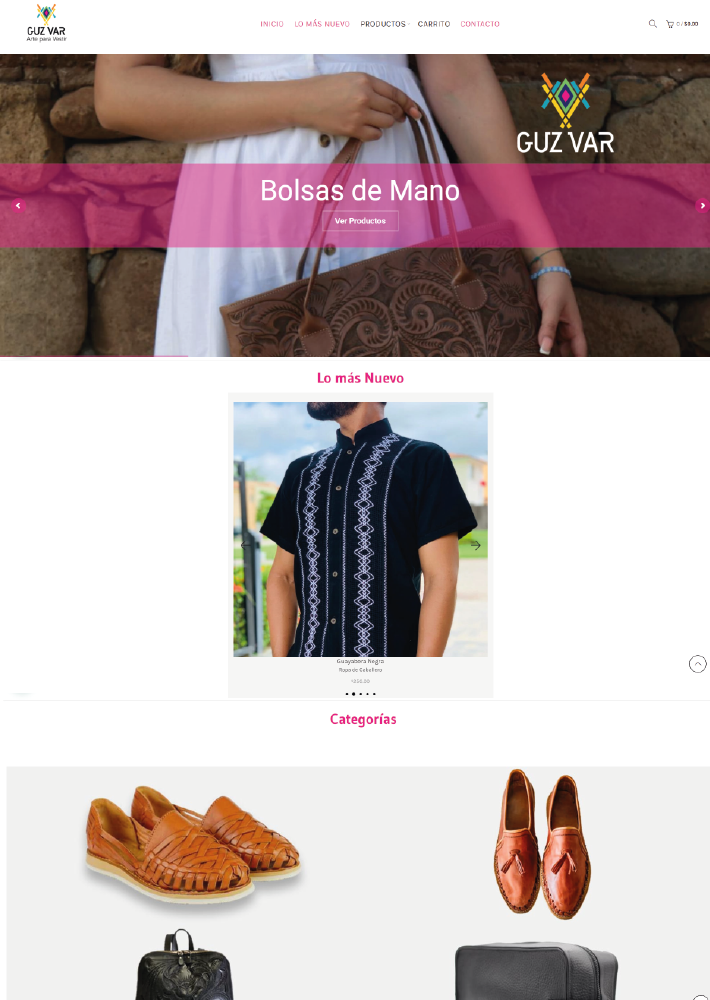 GUZ VAR
Arte para Vestir
INICIO LO MÁS NUEVO PRODUCTOS CARRITO CONTACTO
0 / $0.00
GUZ VAR
Bolsas de Mano
Ver Productos
Lo más Nuevo
Guayabera Negra
Ropa de Caballero
Categorías